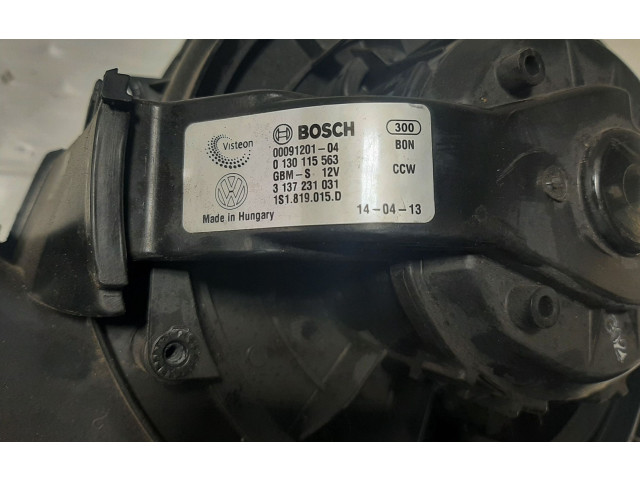 Visteon
BOSCH
300
00091201-04
BON
0 130 115 563
GBM-S 12V
CCW
3 137 231 031
1S1.819.015.D
Made in Hungary
14-04-13